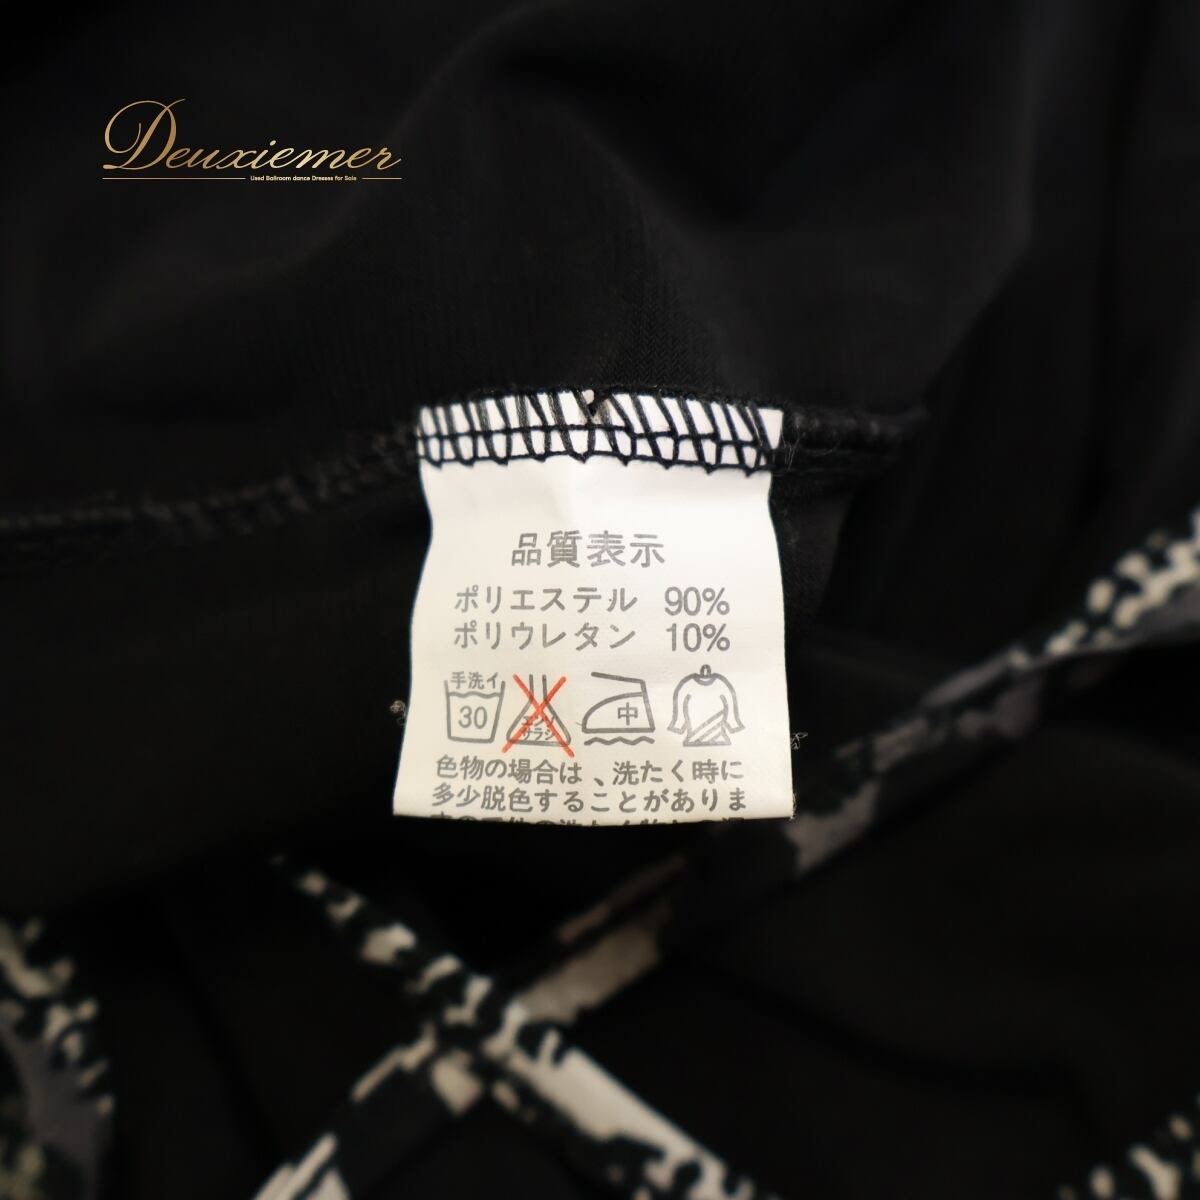 Deuxiemer
Used Ballroom dance Dresses for Sale
品質表示
ポリエステル 90%
ポリウレタン 10%
手洗イ
30
エンソ
サラシ
中
色物の場合は、洗たく時に
多少脱色することがありま